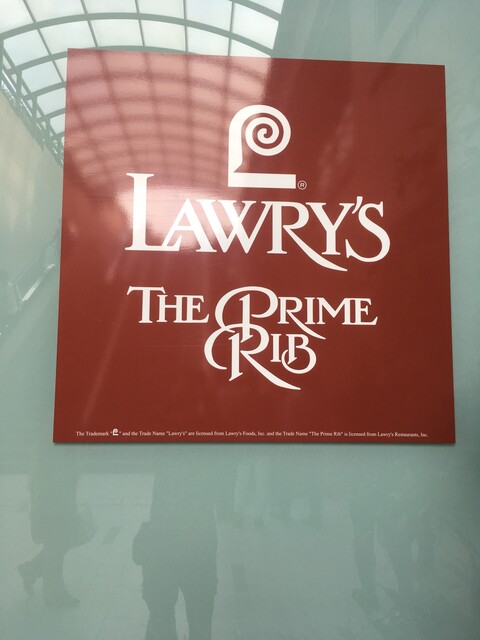 ®
LAWRY'S
THE PRIME
RIB
The Trademark "L" and the Trade Name "Lawry's" are licensed from Lawry's Foods, Inc. and the Trade Name "The Prime Rib" is licensed from Lawry's Restaurants, Inc.